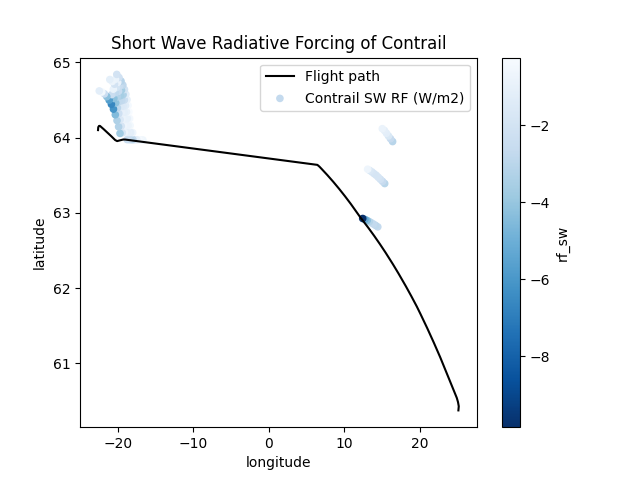 Short Wave Radiative Forcing of Contrail
Flight path
Contrail SW RF (W/m2)
65
64
63
62
61
latitude
−20
−10
0
10
20
longitude
−2
−4
−6
−8
rf_sw